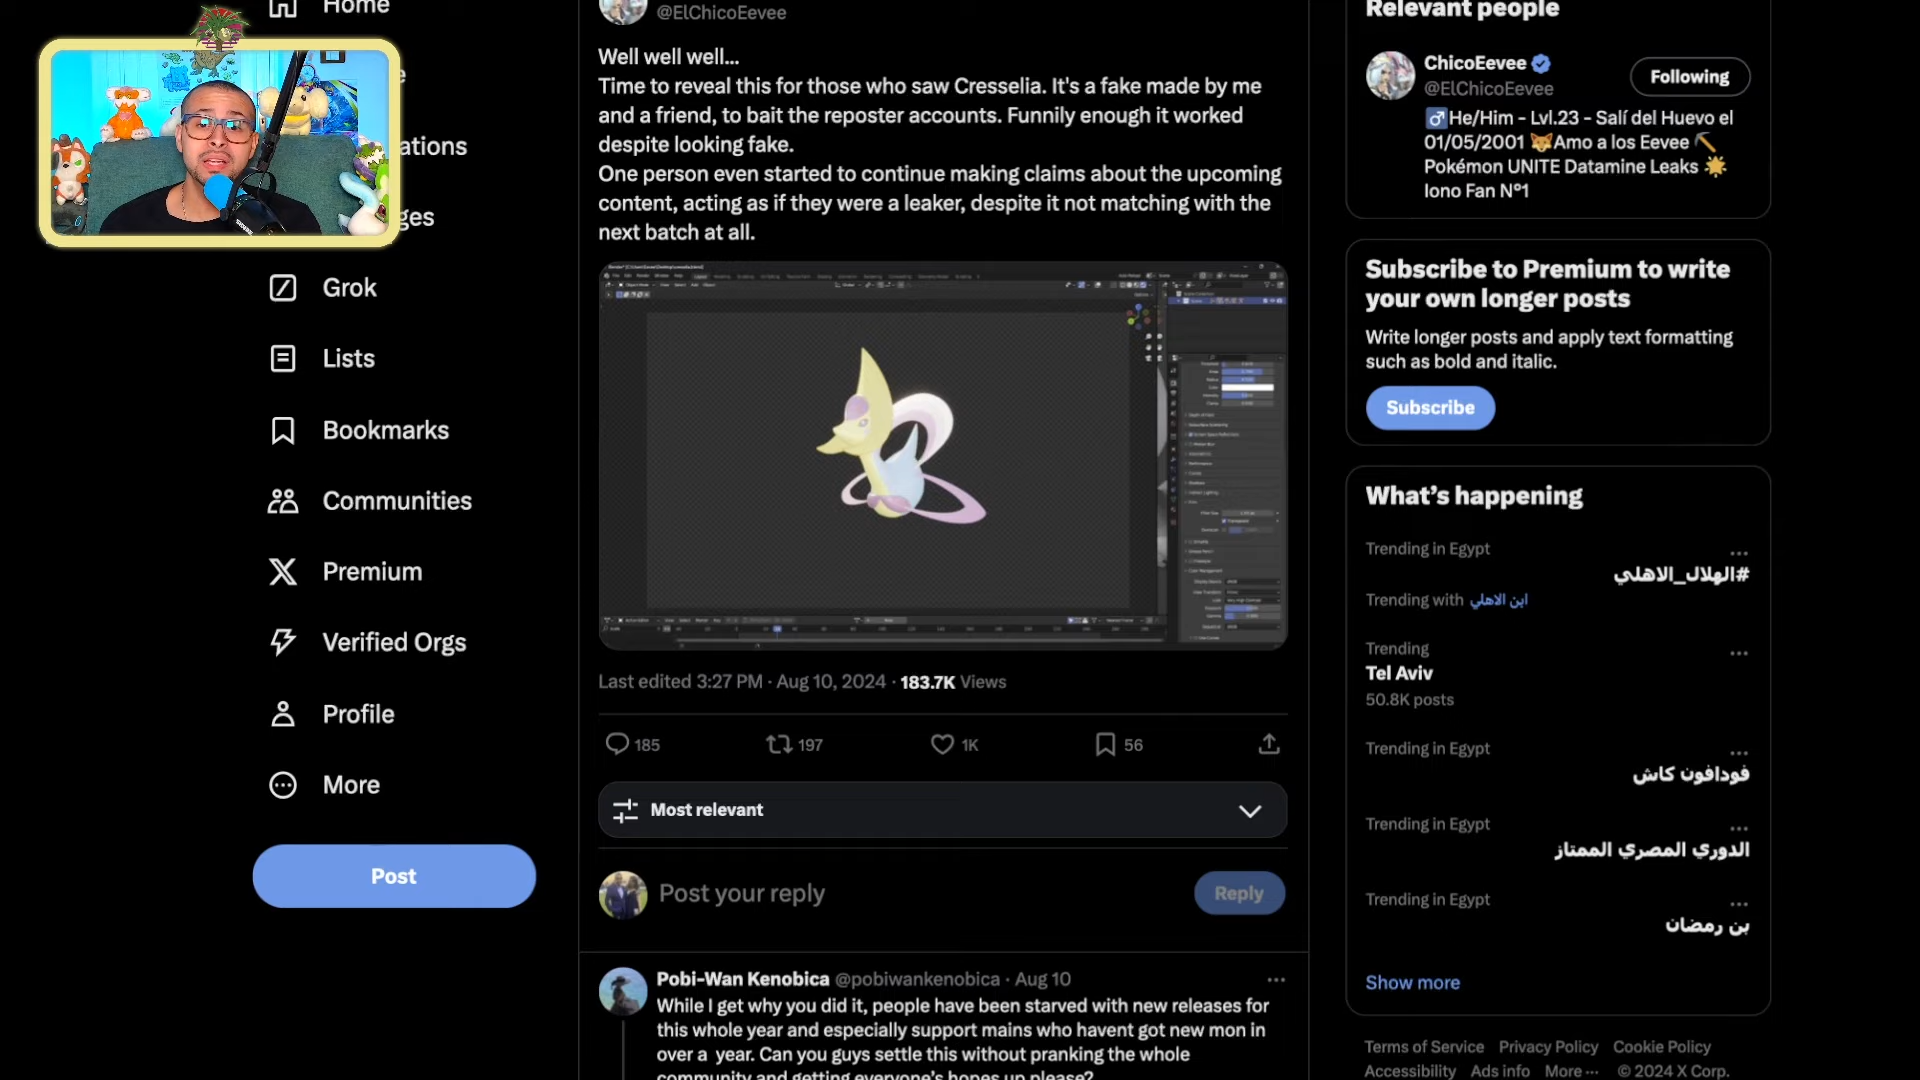 Home
ations
ges
Grok
Lists
Bookmarks
Communities
Premium
Verified Orgs
Profile
More
Post
@ElChicoEevee
Well well well...
Time to reveal this for those who saw Cresselia. It's a fake made by me
and a friend, to bait the reposter accounts. Funnily enough it worked
despite looking fake.
One person even started to continue making claims about the upcoming
content, acting as if they were a leaker, despite it not matching with the
next batch at all.
Last edited 3:27 PM · Aug 10, 2024 · 183.7K Views
185 197 1K 56
Most relevant
Post your reply
Reply
Pobi-Wan Kenobica @pobiwankenobica · Aug 10
While I get why you did it, people have been starved with new releases for
this whole year and especially support mains who havent got new mon in
over a year. Can you guys settle this without pranking the whole
community and getting everyone's hopes up please?
Relevant people
ChicoEevee
@ElChicoEevee
Following
He/Him - Lvl.23 - Salí del Huevo el
01/05/2001 🦊Amo a los Eevee ⛏️
Pokémon UNITE Datamine Leaks 🌟
Iono Fan Nº1
Subscribe to Premium to write
your own longer posts
Write longer posts and apply text formatting
such as bold and italic.
Subscribe
What's happening
Trending in Egypt
#الهلال_الاهلي
Trending with ابن الاهلي
Trending
Tel Aviv
50.8K posts
Trending in Egypt
فودافون كاش
Trending in Egypt
الدوري المصري الممتاز
Trending in Egypt
بن رمضان
Show more
Terms of Service Privacy Policy Cookie Policy
Accessibility Ads info More ··· © 2024 X Corp.